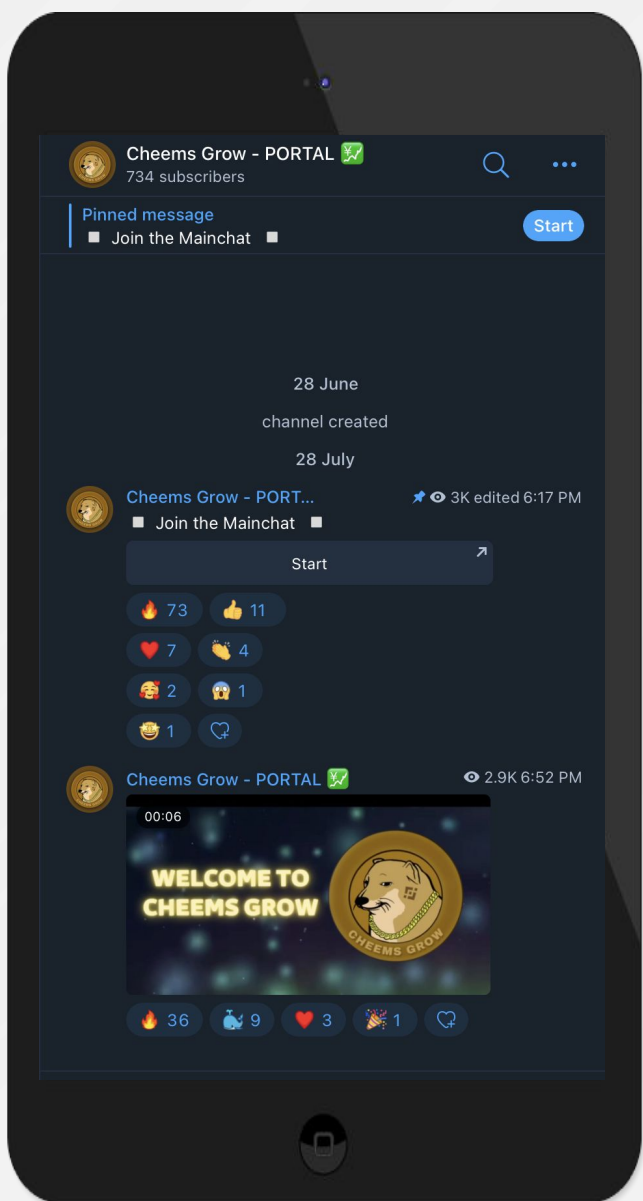 Cheems Grow - PORTAL 💹
734 subscribers
Pinned message
◽ Join the Mainchat ◽
Start
28 June
channel created
28 July
Cheems Grow - PORT...
3K edited 6:17 PM
◽ Join the Mainchat ◽
Start
🔥 73 👍 11
❤️ 7 👏 4
🥰 2 😱 1
🤩 1
Cheems Grow - PORTAL 💹
2.9K 6:52 PM
00:06
WELCOME TO
CHEEMS GROW
CHEEMS GROW
🔥 36 🐳 9 ❤️ 3 🎉 1